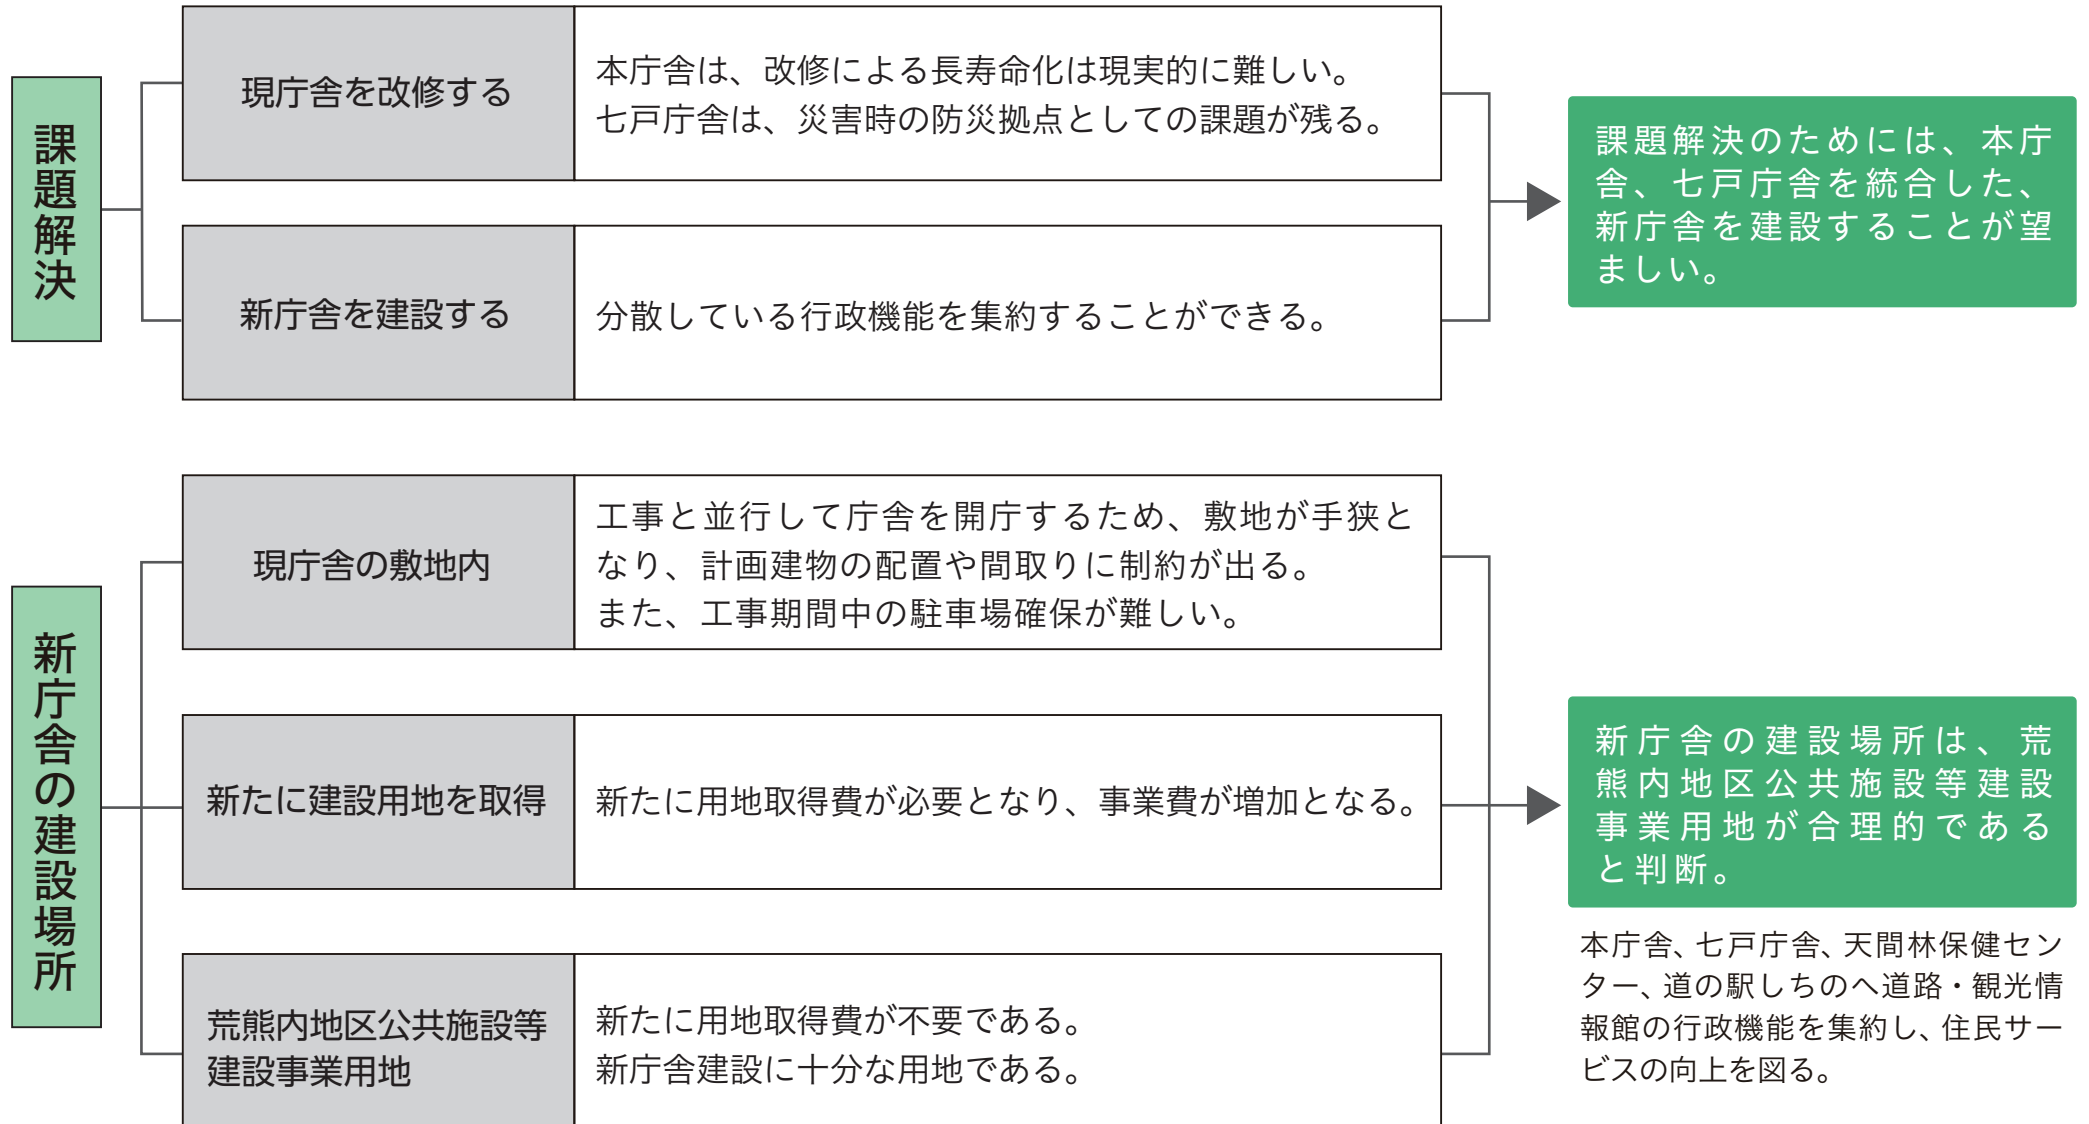 課題解決
現庁舎を改修する
本庁舎は、改修による長寿命化は現実的に難しい。
七戸庁舎は、災害時の防災拠点としての課題が残る。
新庁舎を建設する
分散している行政機能を集約することができる。
課題解決のためには、本庁
舎、七戸庁舎を統合した、
新庁舎を建設することが望
ましい。
新庁舎の建設場所
現庁舎の敷地内
工事と並行して庁舎を開庁するため、敷地が手狭と
なり、計画建物の配置や間取りに制約が出る。
また、工事期間中の駐車場確保が難しい。
新たに建設用地を取得
新たに用地取得費が必要となり、事業費が増加となる。
荒熊内地区公共施設等
建設事業用地
新たに用地取得費が不要である。
新庁舎建設に十分な用地である。
新庁舎の建設場所は、荒
熊内地区公共施設等建設
事業用地が合理的である
と判断。
本庁舎、七戸庁舎、天間林保健セン
ター、道の駅しちのへ道路・観光情
報館の行政機能を集約し、住民サー
ビスの向上を図る。